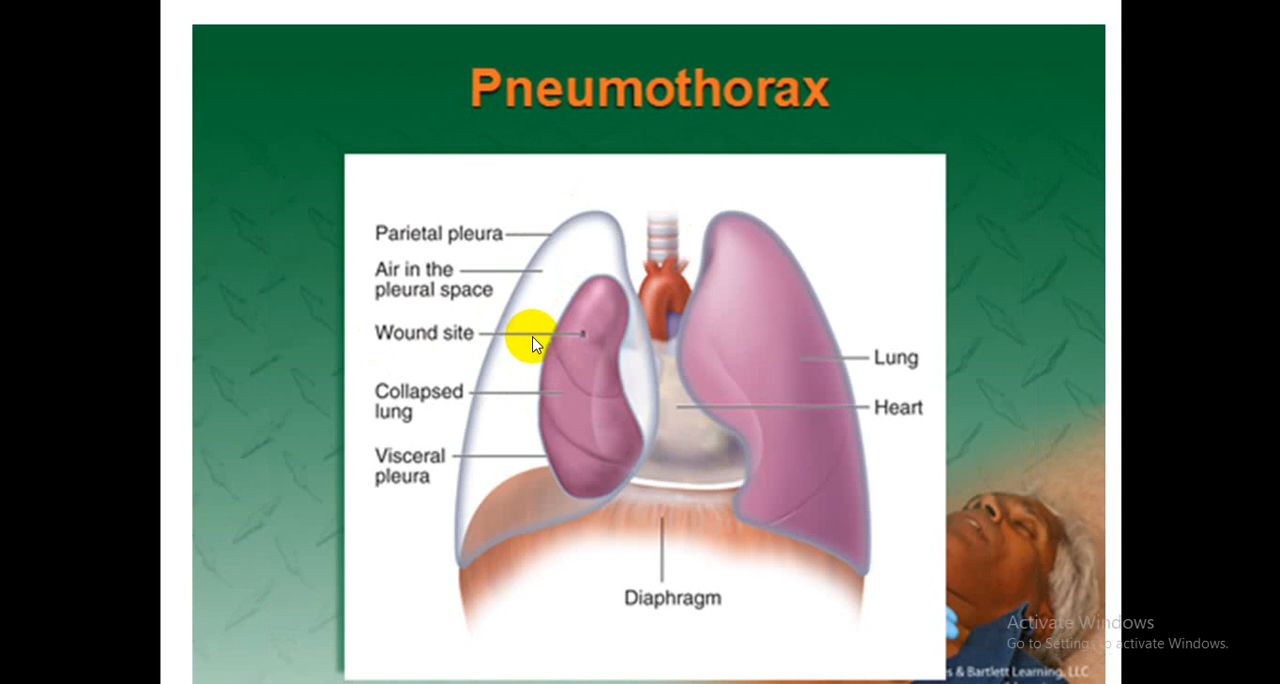 Pneumothorax
Parietal pleura
Air in the
pleural space
Wound site
Collapsed
lung
Visceral
pleura
Lung
Heart
Diaphragm
Activate Windows
Go to Settings to activate Windows.
& Bartlett Learning, LLC